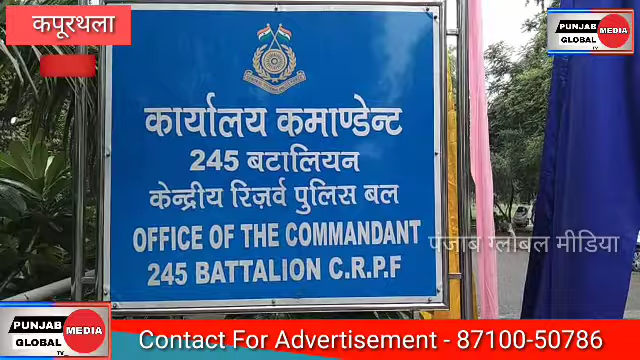 कपूरथला
PUNJAB
GLOBAL MEDIA
TV
कार्यालय कमाण्डेन्ट
245 बटालियन
केन्द्रीय रिज़र्व पुलिस बल
OFFICE OF THE COMMANDANT
245 BATTALION C.R.P.F
पंजाब ग्लोबल मीडिया
PUNJAB
GLOBAL MEDIA
TV
Contact For Advertisement - 87100-50786